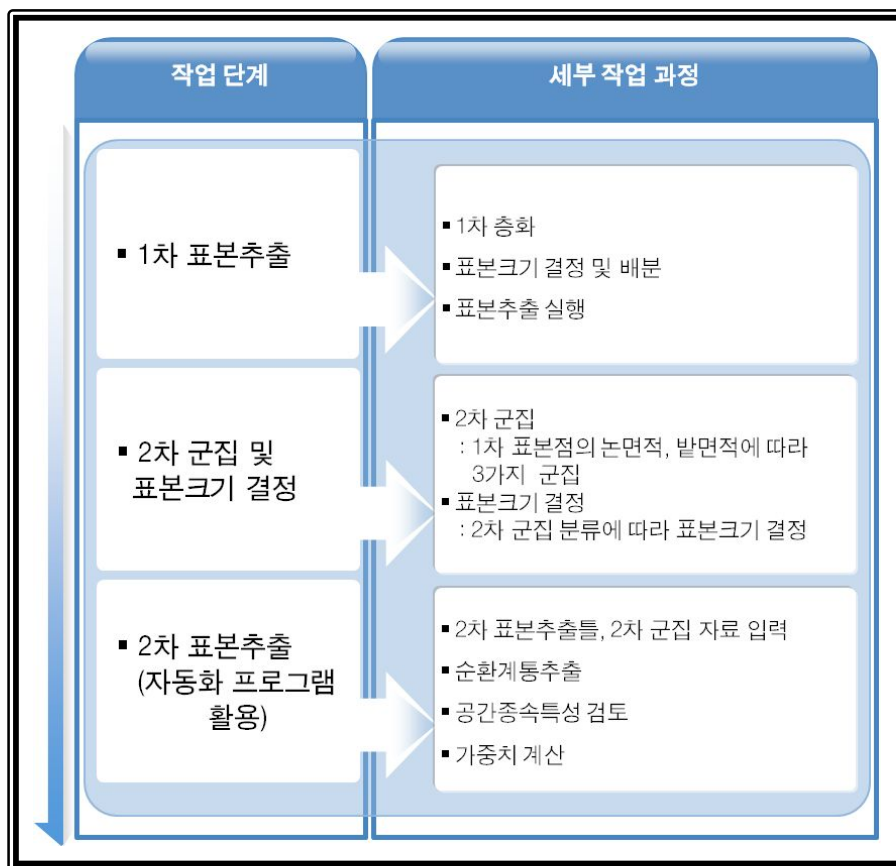 작업 단계
세부 작업 과정
▪ 1차 표본추출
▪ 1차 층화
▪ 표본크기 결정 및 배분
▪ 표본추출 실행
▪ 2차 군집 및
표본크기 결정
▪ 2차 군집
: 1차 표본점의 논면적, 밭면적에 따라
3가지 군집
▪ 표본크기 결정
: 2차 군집 분류에 따라 표본크기 결정
▪ 2차 표본추출
(자동화 프로그램
활용)
▪ 2차 표본추출틀, 2차 군집 자료 입력
▪ 순환계통추출
▪ 공간종속특성 검토
▪ 가중치 계산